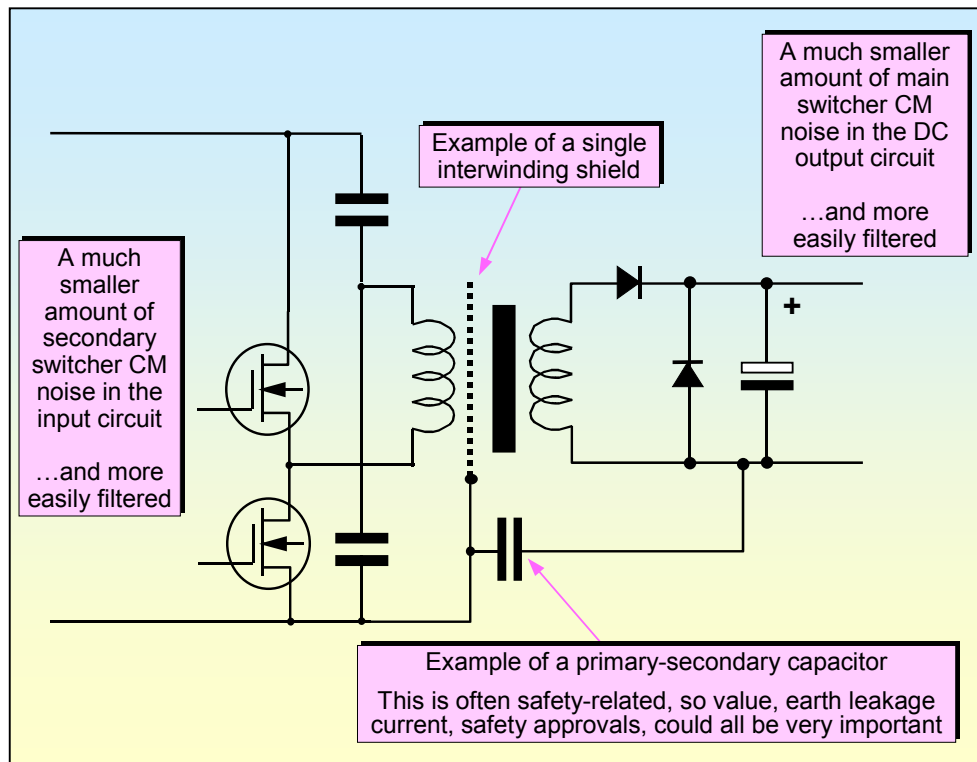 A much smaller
amount of main
switcher CM
noise in the DC
output circuit
…and more
easily filtered
Example of a single
interwinding shield
A much
smaller
amount of
secondary
switcher CM
noise in the
input circuit
…and more
easily filtered
+
Example of a primary-secondary capacitor
This is often safety-related, so value, earth leakage
current, safety approvals, could all be very important